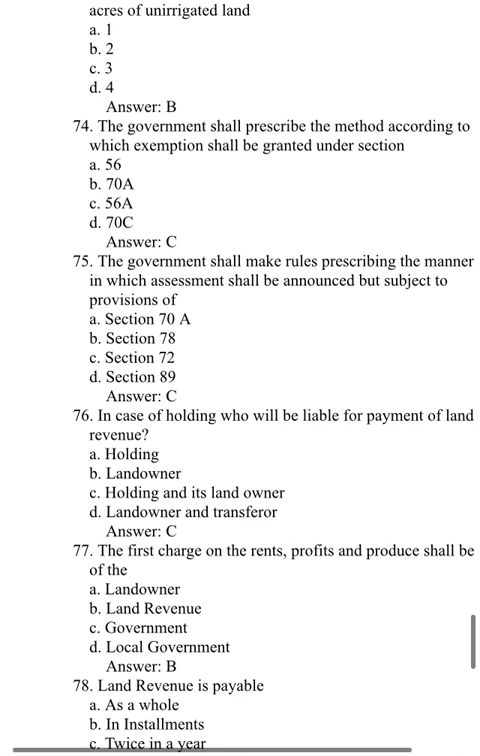 acres of unirrigated land
a. 1
b. 2
c. 3
d. 4
Answer: B
74. The government shall prescribe the method according to
which exemption shall be granted under section
a. 56
b. 70A
c. 56A
d. 70C
Answer: C
75. The government shall make rules prescribing the manner
in which assessment shall be announced but subject to
provisions of
a. Section 70 A
b. Section 78
c. Section 72
d. Section 89
Answer: C
76. In case of holding who will be liable for payment of land
revenue?
a. Holding
b. Landowner
c. Holding and its land owner
d. Landowner and transferor
Answer: C
77. The first charge on the rents, profits and produce shall be
of the
a. Landowner
b. Land Revenue
c. Government
d. Local Government
Answer: B
78. Land Revenue is payable
a. As a whole
b. In Installments
c. Twice in a year